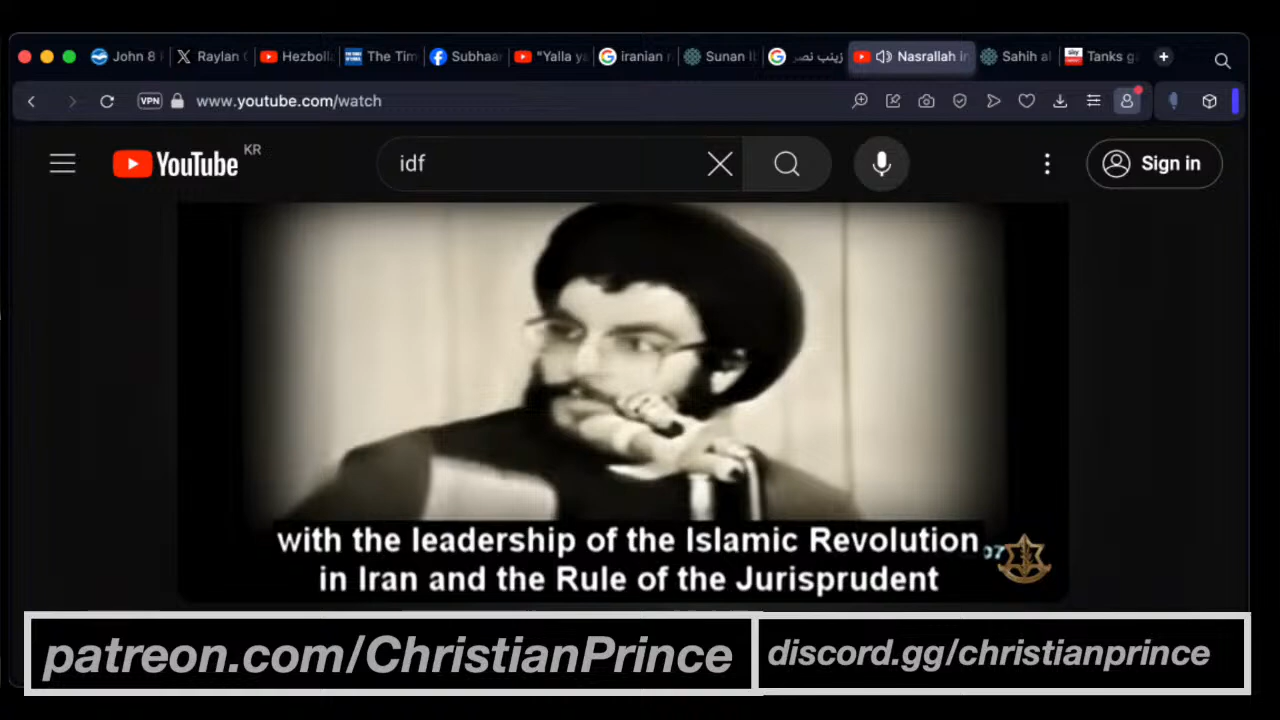 John 8
Raylan
Hezboll
The Tim
Subhaa
"Yalla ya
iranian
Sunan I
زينب نصر
Nasrallah in
Sahih al
Tanks g
VPN
www.youtube.com/watch
YouTube KR
idf
Sign in
with the leadership of the Islamic Revolution
in Iran and the Rule of the Jurisprudent
patreon.com/ChristianPrince
discord.gg/christianprince